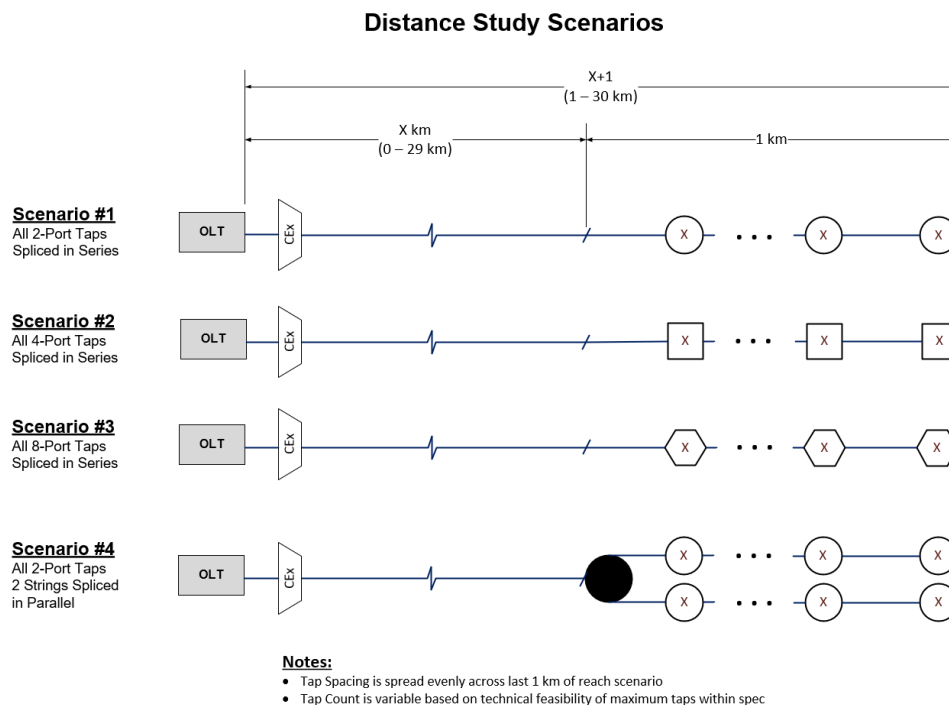 Distance Study Scenarios
X+1
(1 – 30 km)
X km
(0 – 29 km)
1 km
Scenario #1
All 2-Port Taps
Spliced in Series
OLT
CEx
X
X
X
Scenario #2
All 4-Port Taps
Spliced in Series
OLT
CEx
X
X
X
Scenario #3
All 8-Port Taps
Spliced in Series
OLT
CEx
X
X
X
Scenario #4
All 2-Port Taps
2 Strings Spliced
in Parallel
OLT
CEx
X
X
X
X
X
X
Notes:
• Tap Spacing is spread evenly across last 1 km of reach scenario
• Tap Count is variable based on technical feasibility of maximum taps within spec